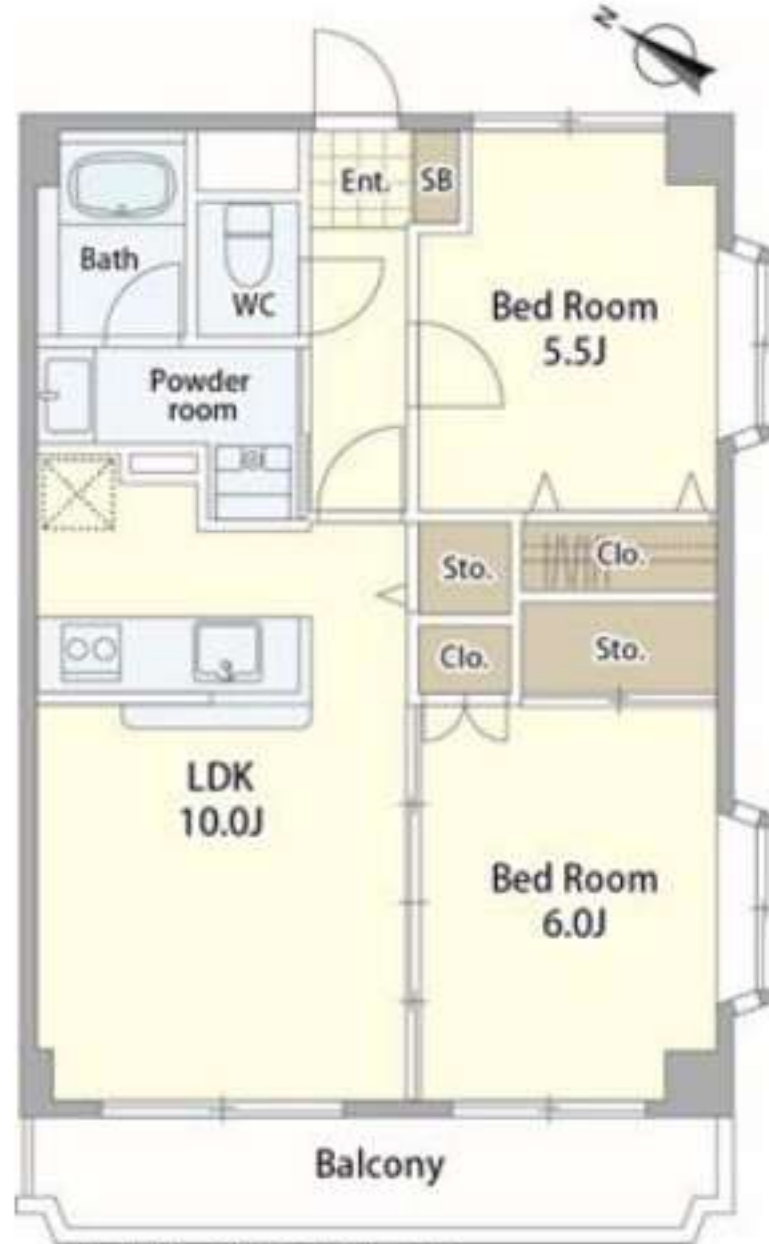 N
Ent.
SB
Bath
WC
Bed Room
5.5J
Powder
room
Sto.
Clo.
Clo.
Sto.
LDK
10.0J
Bed Room
6.0J
Balcony